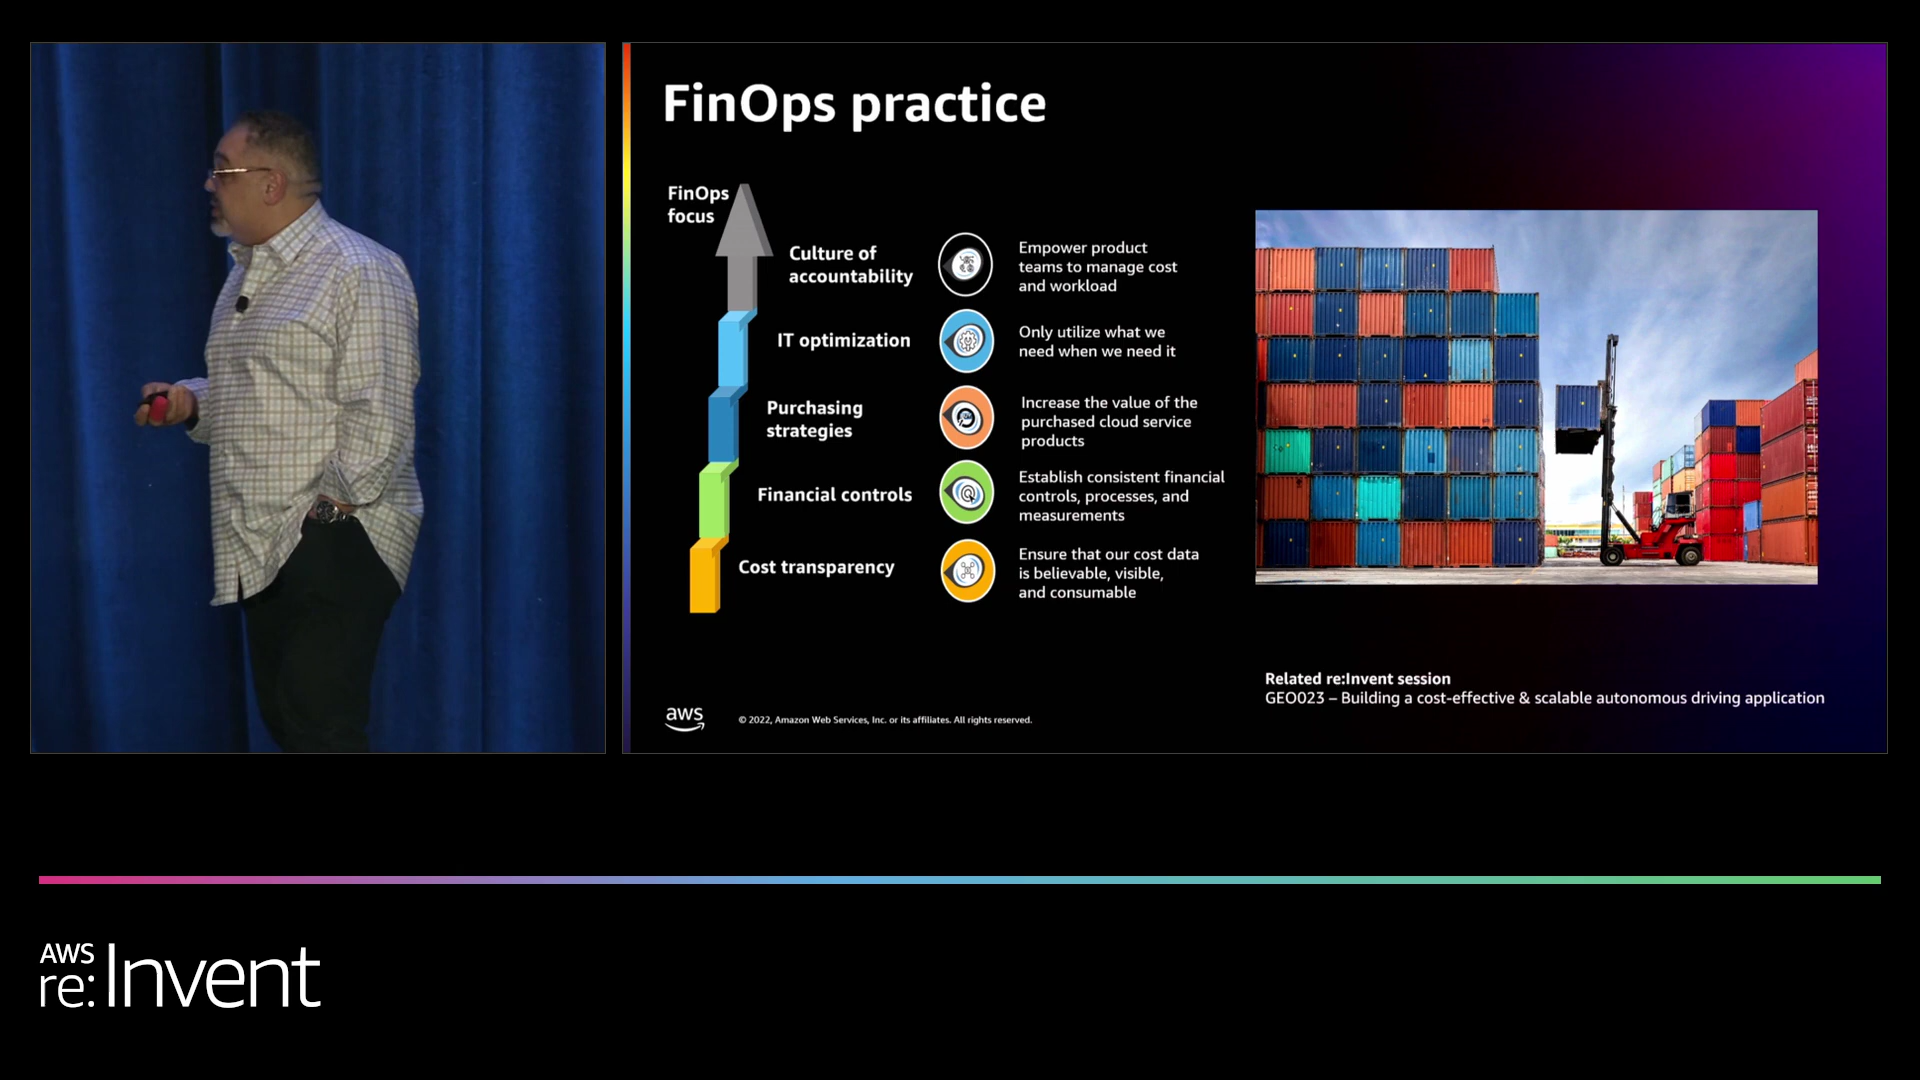 FinOps practice
FinOps
focus
Culture of
accountability
Empower product
teams to manage cost
and workload
IT optimization
Only utilize what we
need when we need it
Purchasing
strategies
Increase the value of the
purchased cloud service
products
Financial controls
Establish consistent financial
controls, processes, and
measurements
Cost transparency
Ensure that our cost data
is believable, visible,
and consumable
Related re:Invent session
GEO023 – Building a cost-effective & scalable autonomous driving application
aws
© 2022, Amazon Web Services, Inc. or its affiliates. All rights reserved.
AWS
re:Invent